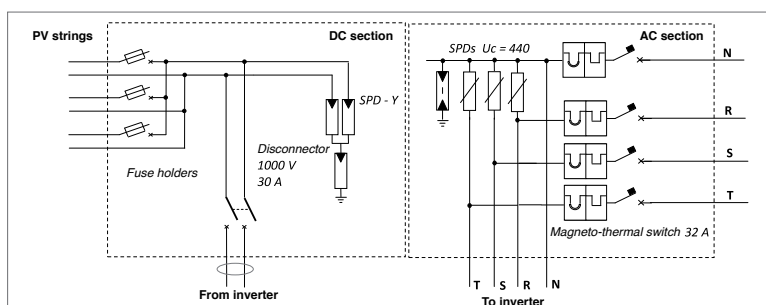 PV strings
DC section
SPD - Y
Disconnector
1000 V
30 A
Fuse holders
From inverter
SPDs Uc = 440
AC section
N
R
S
T
Magneto-thermal switch 32 A
T S R N
To inverter